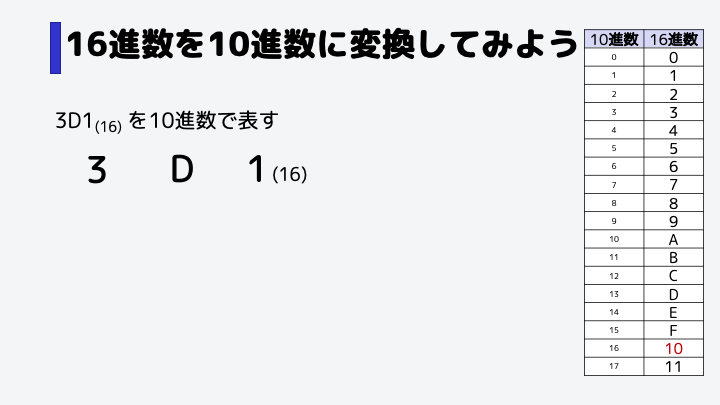 16進数を10進数に変換してみよう
3D1(16) を10進数で表す
3 D 1 (16)
10進数 16進数
0 0
1 1
2 2
3 3
4 4
5 5
6 6
7 7
8 8
9 9
10 A
11 B
12 C
13 D
14 E
15 F
16 10
17 11